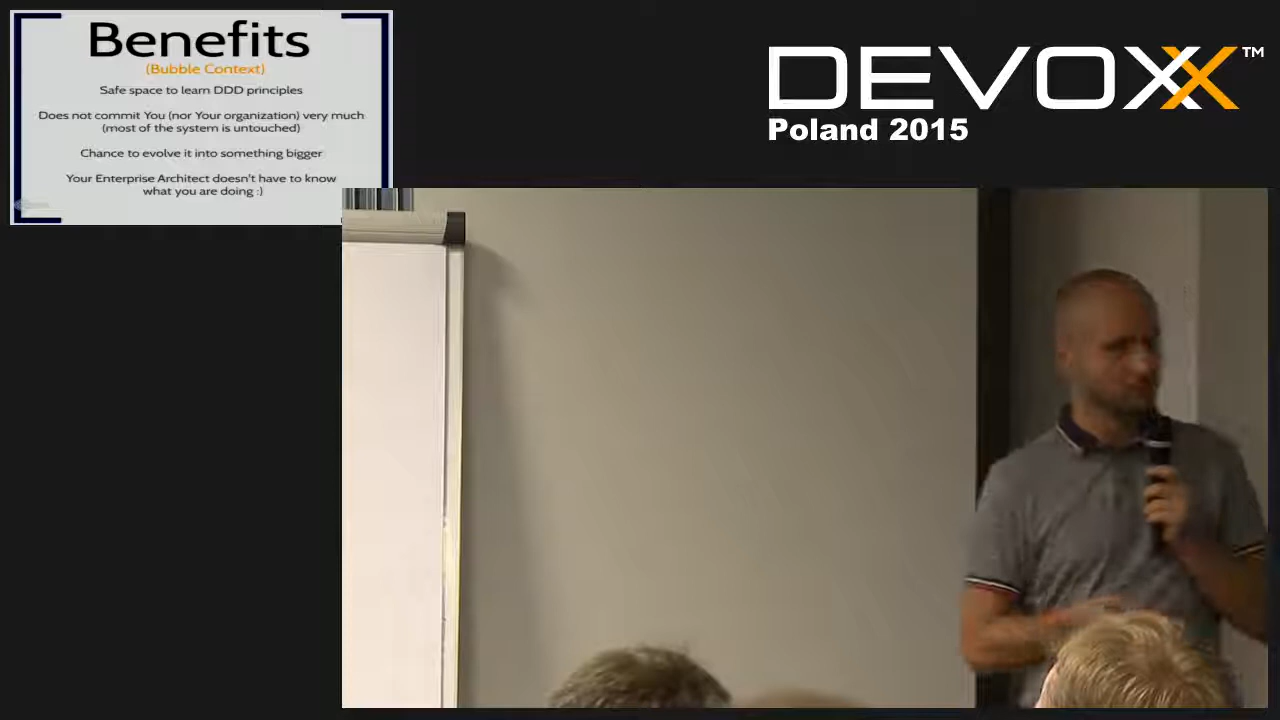 Benefits
(Bubble Context)
Safe space to learn DDD principles
Does not commit You (nor Your organization) very much
(most of the system is untouched)
Chance to evolve it into something bigger
Your Enterprise Architect doesn't have to know
what you are doing :)
DEVOXX™
Poland 2015